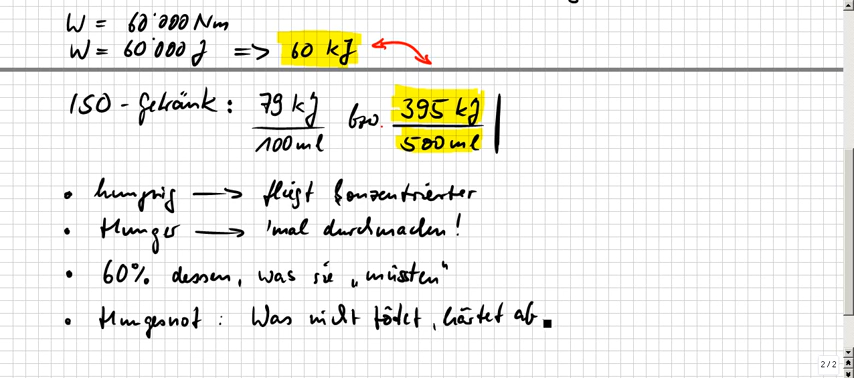 W = 60'000 Nm
W = 60'000 J => 60 kJ
ISO-Getränk: 79 kJ / 100 ml bzw. 395 kJ / 500 ml
• hungrig → fliegt konzentrierter
• Hunger → 'mal durchmachen!
• 60% dessen, was sie „müssten"
• Hungersnot: Was nicht tödet, härtet ab.
2/2